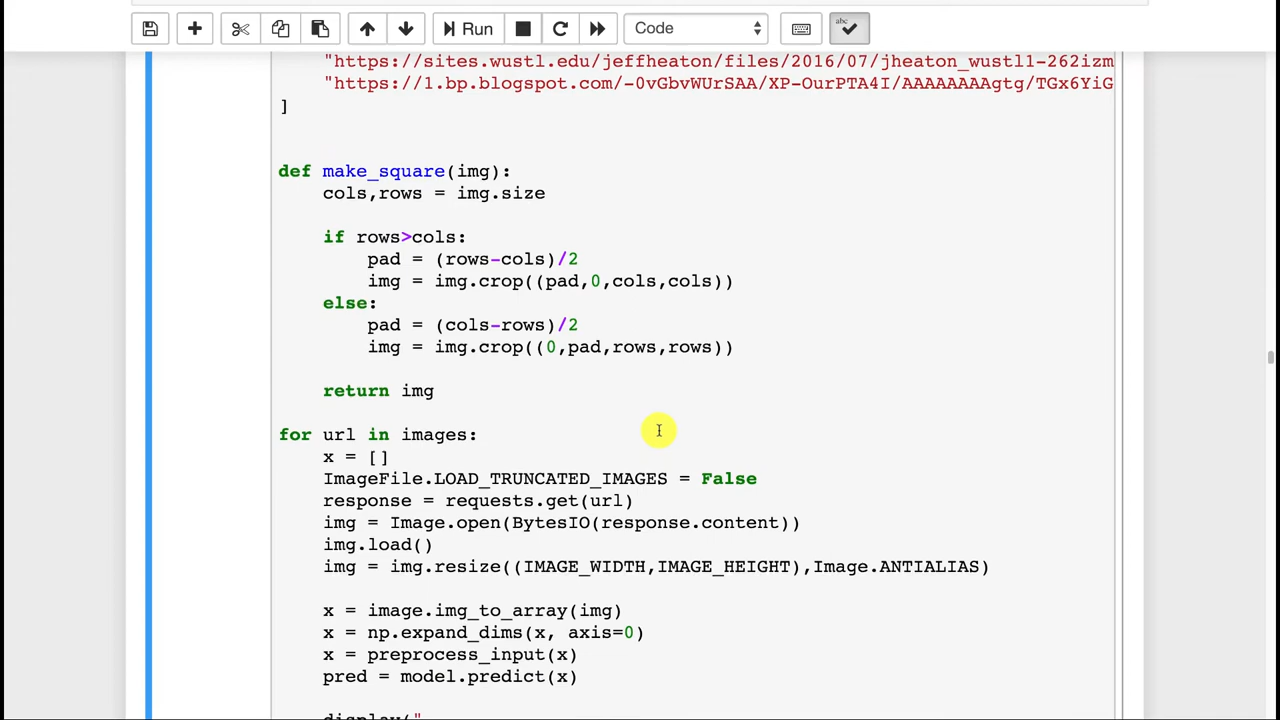 Run Code abc
"https://sites.wustl.edu/jeffheaton/files/2016/07/jheaton_wustl1-262izm
"https://1.bp.blogspot.com/-0vGbvWUrSAA/XP-OurPTA4I/AAAAAAAAgtg/TGx6YiG
]
def make_square(img):
    cols,rows = img.size
    if rows>cols:
        pad = (rows-cols)/2
        img = img.crop((pad,0,cols,cols))
    else:
        pad = (cols-rows)/2
        img = img.crop((0,pad,rows,rows))
    return img
for url in images:
    x = []
    ImageFile.LOAD_TRUNCATED_IMAGES = False
    response = requests.get(url)
    img = Image.open(BytesIO(response.content))
    img.load()
    img = img.resize((IMAGE_WIDTH,IMAGE_HEIGHT),Image.ANTIALIAS)
    x = image.img_to_array(img)
    x = np.expand_dims(x, axis=0)
    x = preprocess_input(x)
    pred = model.predict(x)
    display("